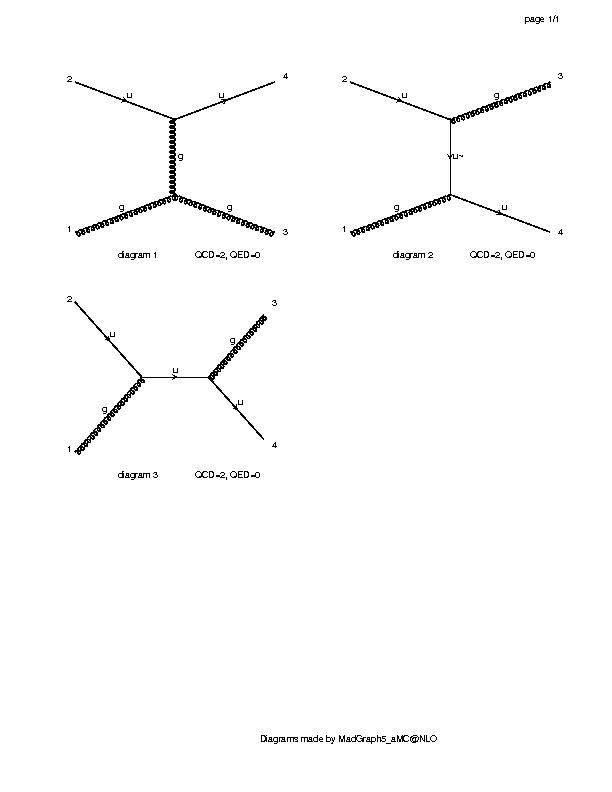 page 1/1
2 u u 4
g
g g
1 3
diagram 1 QCD=2, QED=0
2 u g 3
u~
g u
1 4
diagram 2 QCD=2, QED=0
2 3
u g
u
g u
1 4
diagram 3 QCD=2, QED=0
Diagrams made by MadGraph5_aMC@NLO